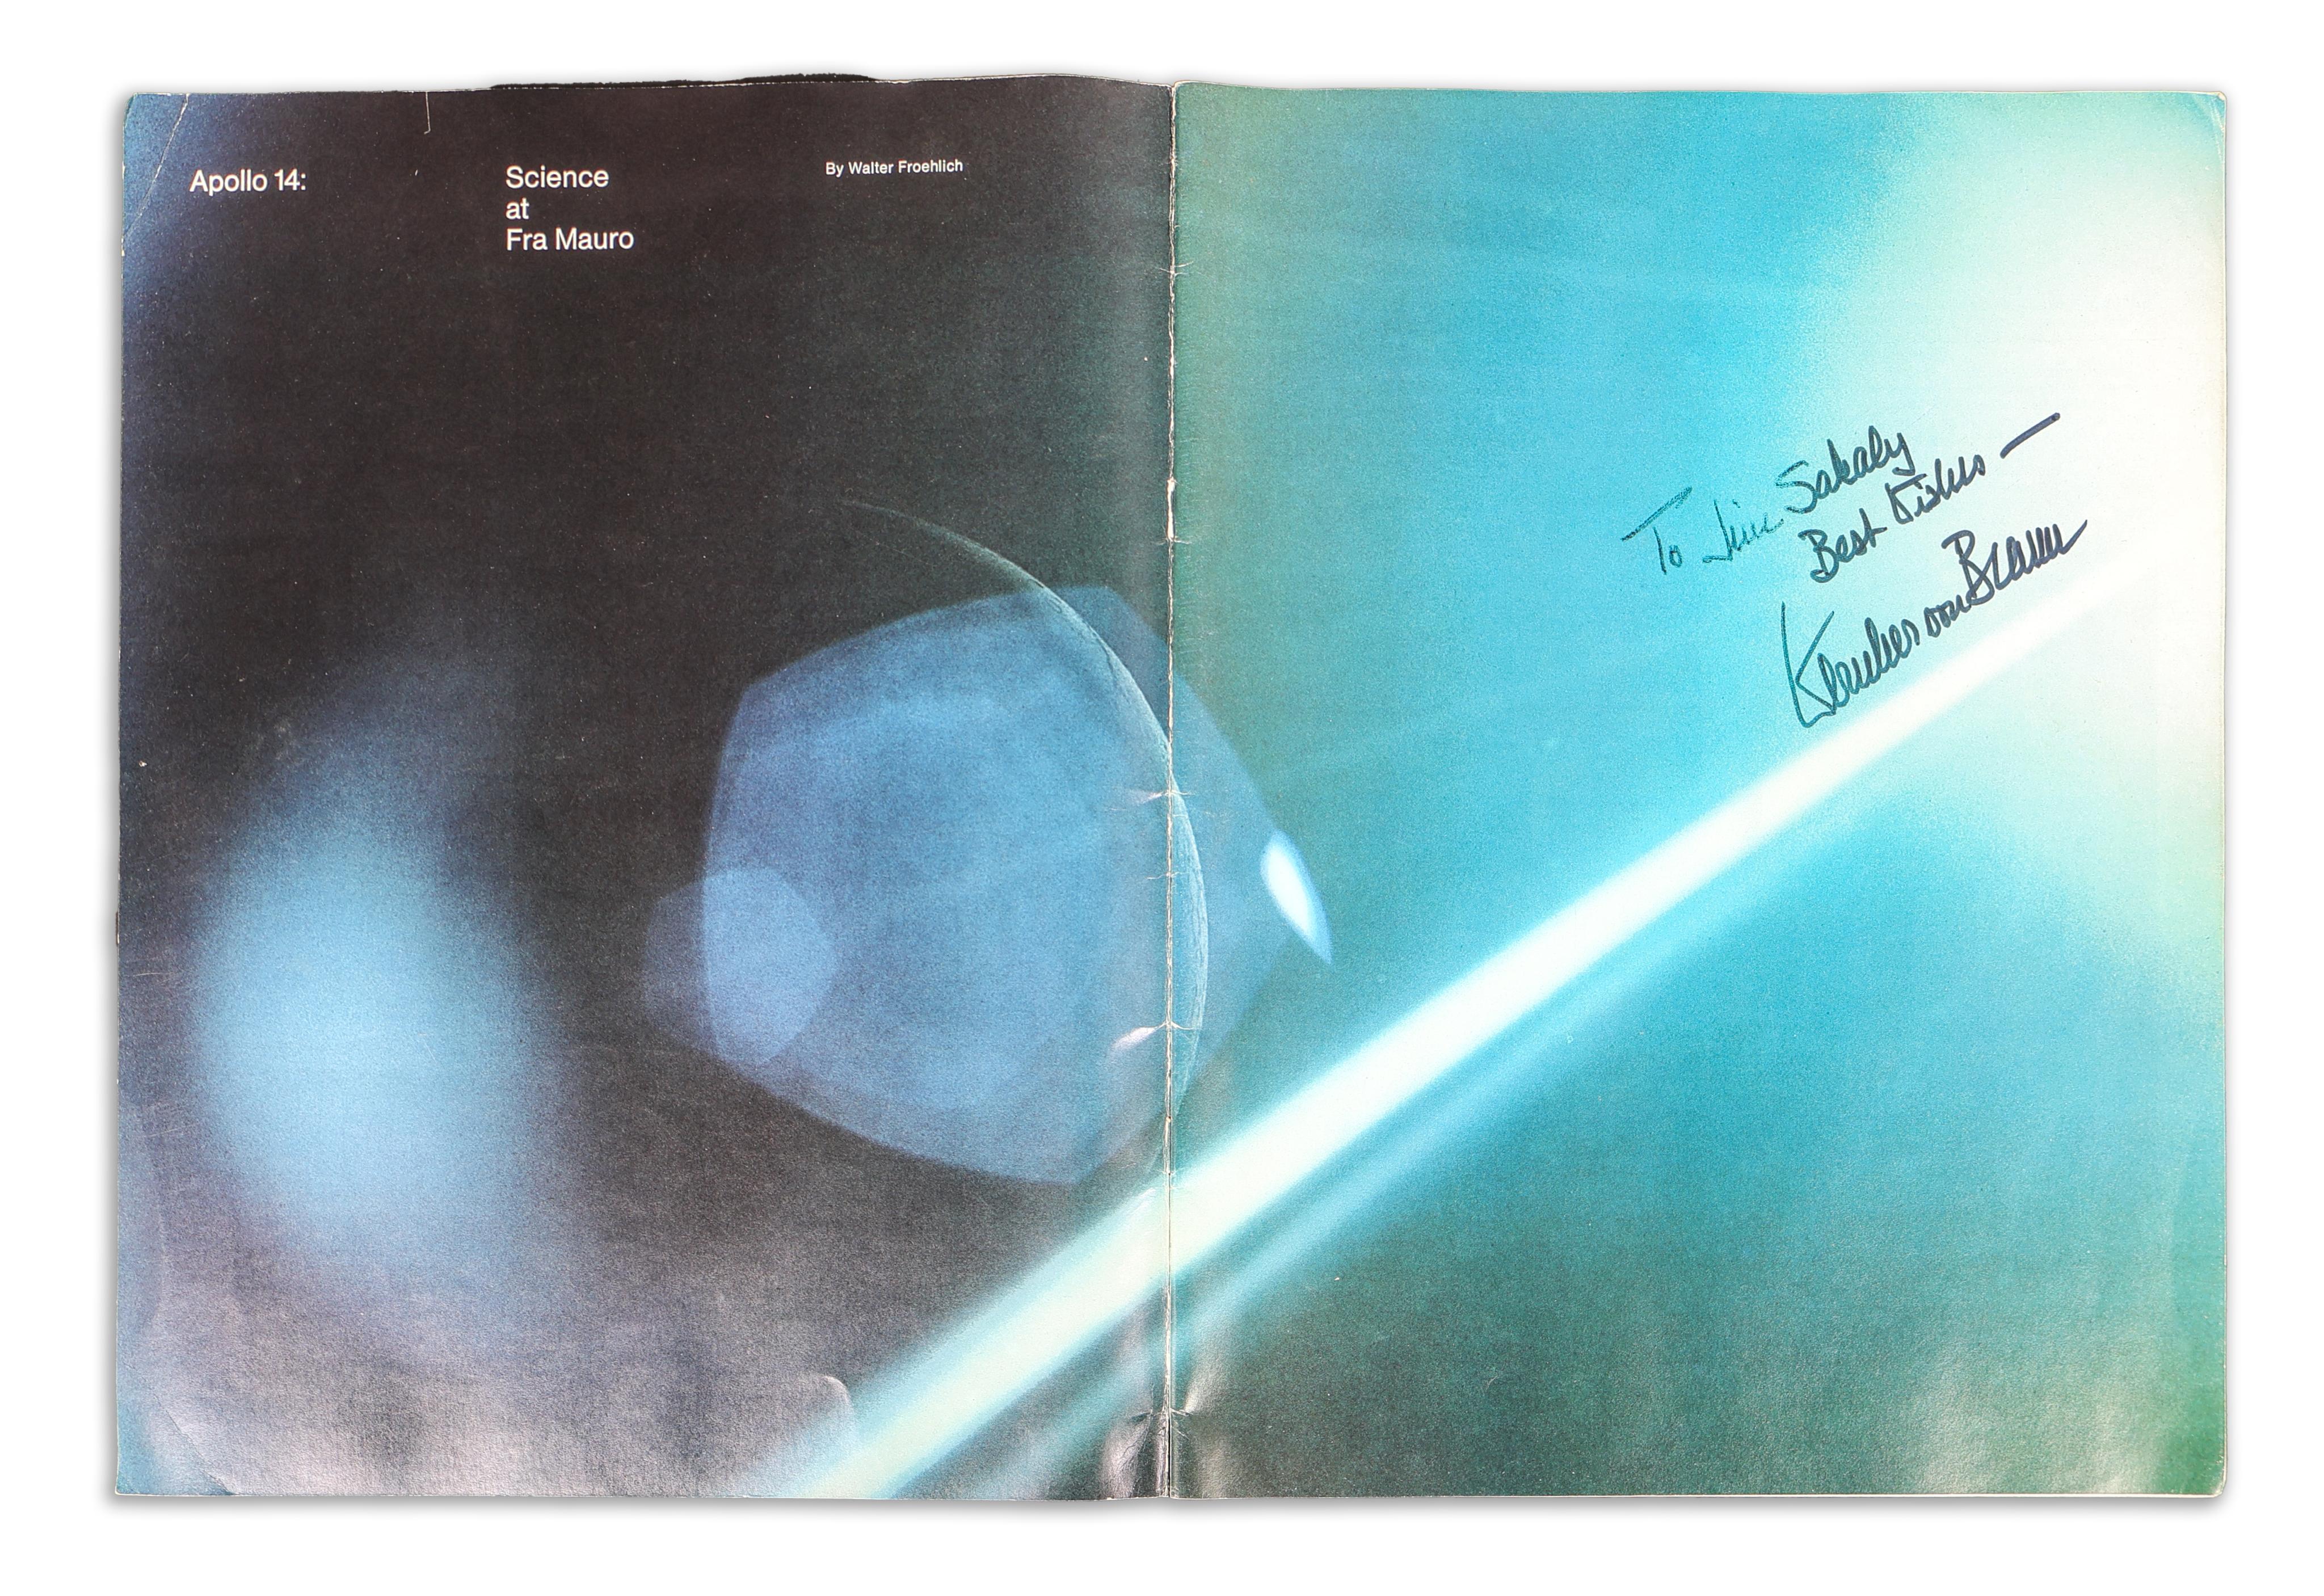 Apollo 14:
Science
at
Fra Mauro
By Walter Froehlich
To Jim Sakaly
Best Wishes —
Wernher von Braun